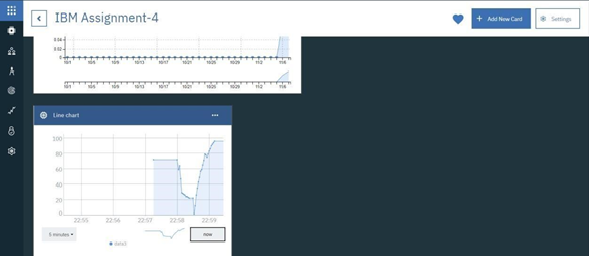 IBM Assignment-4
+ Add New Card
Settings
0.04
0.02
0
10/1 10/5 10/9 10/13 10/17 10/21 10/25 10/29 11/2 11/6
10/1 10/5 10/9 10/13 10/17 10/21 10/25 10/29 11/2 11/6
Line chart
100
80
60
40
20
0
22:55 22:56 22:57 22:58 22:59
5 minutes
now